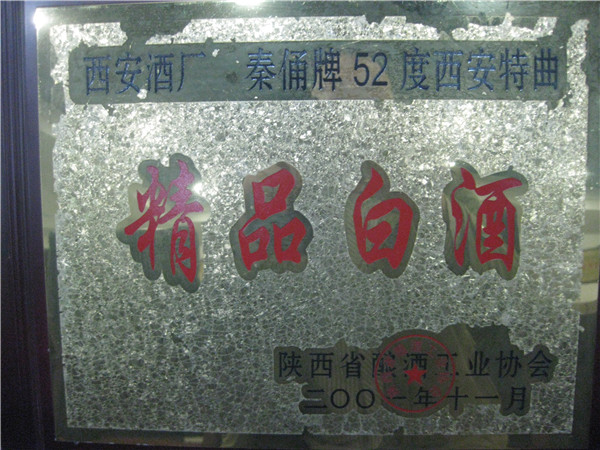 西安酒厂 秦俑牌52度西安特曲
精品白酒
陕西省酿酒工业协会
二〇〇一年十一月